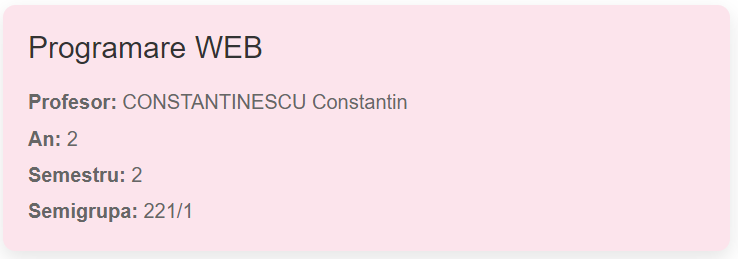 Programare WEB
Profesor: CONSTANTINESCU Constantin
An: 2
Semestru: 2
Semigrupa: 221/1